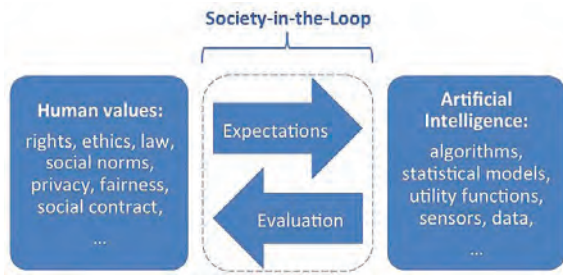 Society-in-the-Loop
Human values:
rights, ethics, law,
social norms,
privacy, fairness,
social contract,
...
Expectations
Evaluation
Artificial
Intelligence:
algorithms,
statistical models,
utility functions,
sensors, data,
...